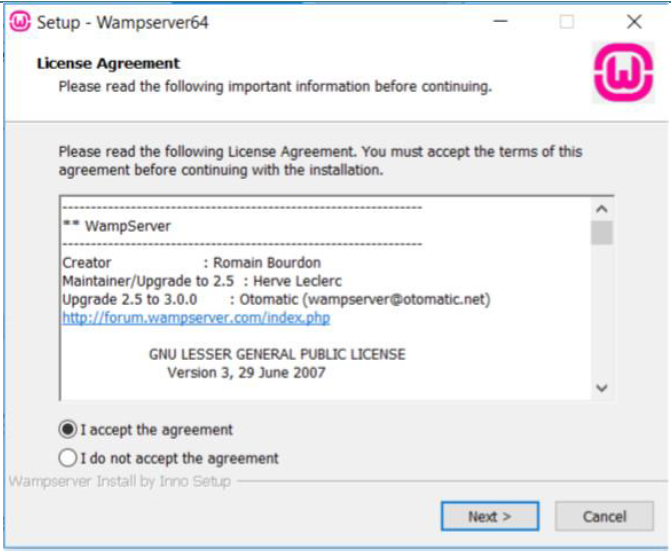 Setup - Wampserver64
License Agreement
Please read the following important information before continuing.
Please read the following License Agreement. You must accept the terms of this
agreement before continuing with the installation.
------------------------------------------------------------------
** WampServer
------------------------------------------------------------------
Creator : Romain Bourdon
Maintainer/Upgrade to 2.5 : Herve Leclerc
Upgrade 2.5 to 3.0.0 : Otomatic (wampserver@otomatic.net)
http://forum.wampserver.com/index.php
GNU LESSER GENERAL PUBLIC LICENSE
Version 3, 29 June 2007
I accept the agreement
I do not accept the agreement
Wampserver Install by Inno Setup
Next >
Cancel